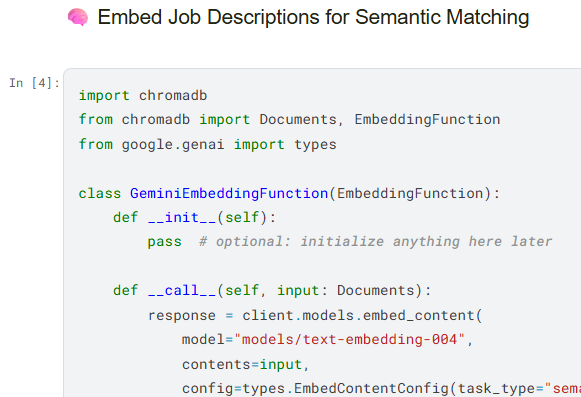 🧠 Embed Job Descriptions for Semantic Matching
In [4]:
import chromadb
from chromadb import Documents, EmbeddingFunction
from google.genai import types
class GeminiEmbeddingFunction(EmbeddingFunction):
def __init__(self):
pass  # optional: initialize anything here later
def __call__(self, input: Documents):
response = client.models.embed_content(
model="models/text-embedding-004",
contents=input,
config=types.EmbedContentConfig(task_type="sema